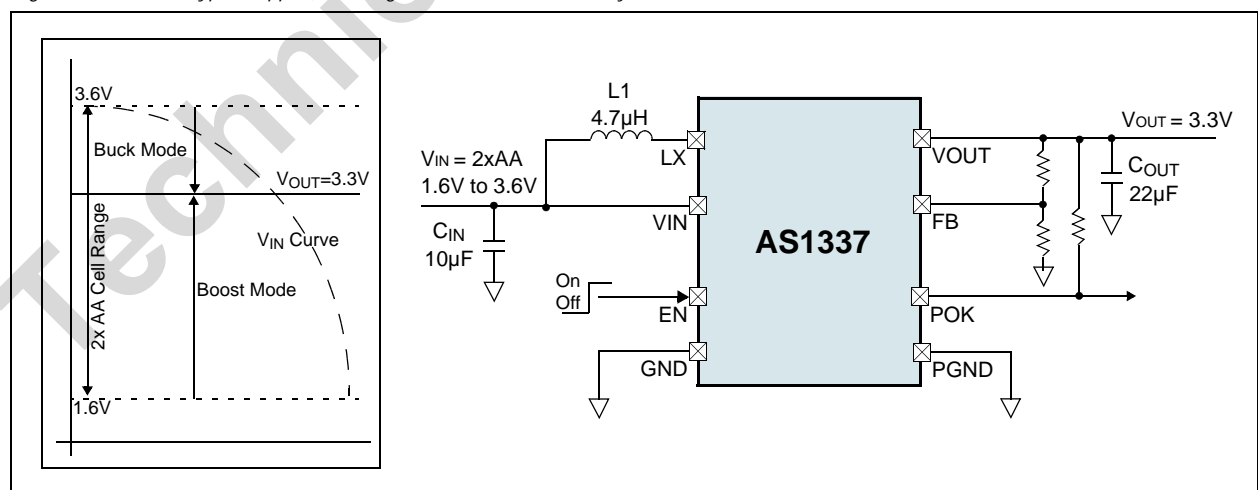 3.6V
Buck Mode
VOUT=3.3V
VIN Curve
2x AA Cell Range
Boost Mode
1.6V
L1
4.7µH
LX
VIN = 2xAA
1.6V to 3.6V
VIN
CIN
10µF
On
Off
EN
GND
AS1337
VOUT
VOUT = 3.3V
COUT
22µF
FB
POK
PGND
Technic